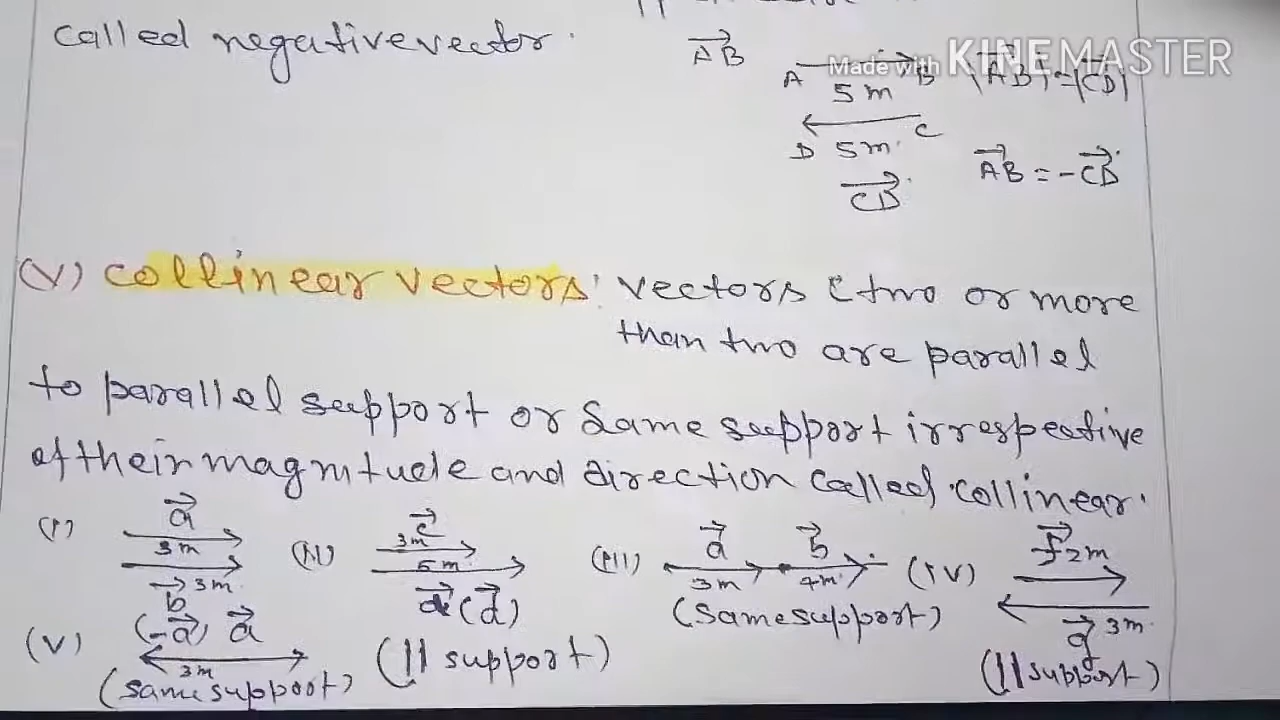 called negative vector.
AB
Made with KINEMASTER
A B |AB| = |CD|
5m
C
D 5m.
AB = -CD
CD
(V) collinear vectors: vectors (two or more
than two are parallel
to parallel support or same support irrespective
of their magnitude and direction called collinear.
(i) a 3m 3m b
(ii) c 3m 5m d (d) (|| support)
(iii) a b 3m 4m (same support)
(iv) f 2m g 3m. (|| support)
(V) (-a) a 3m (same support)